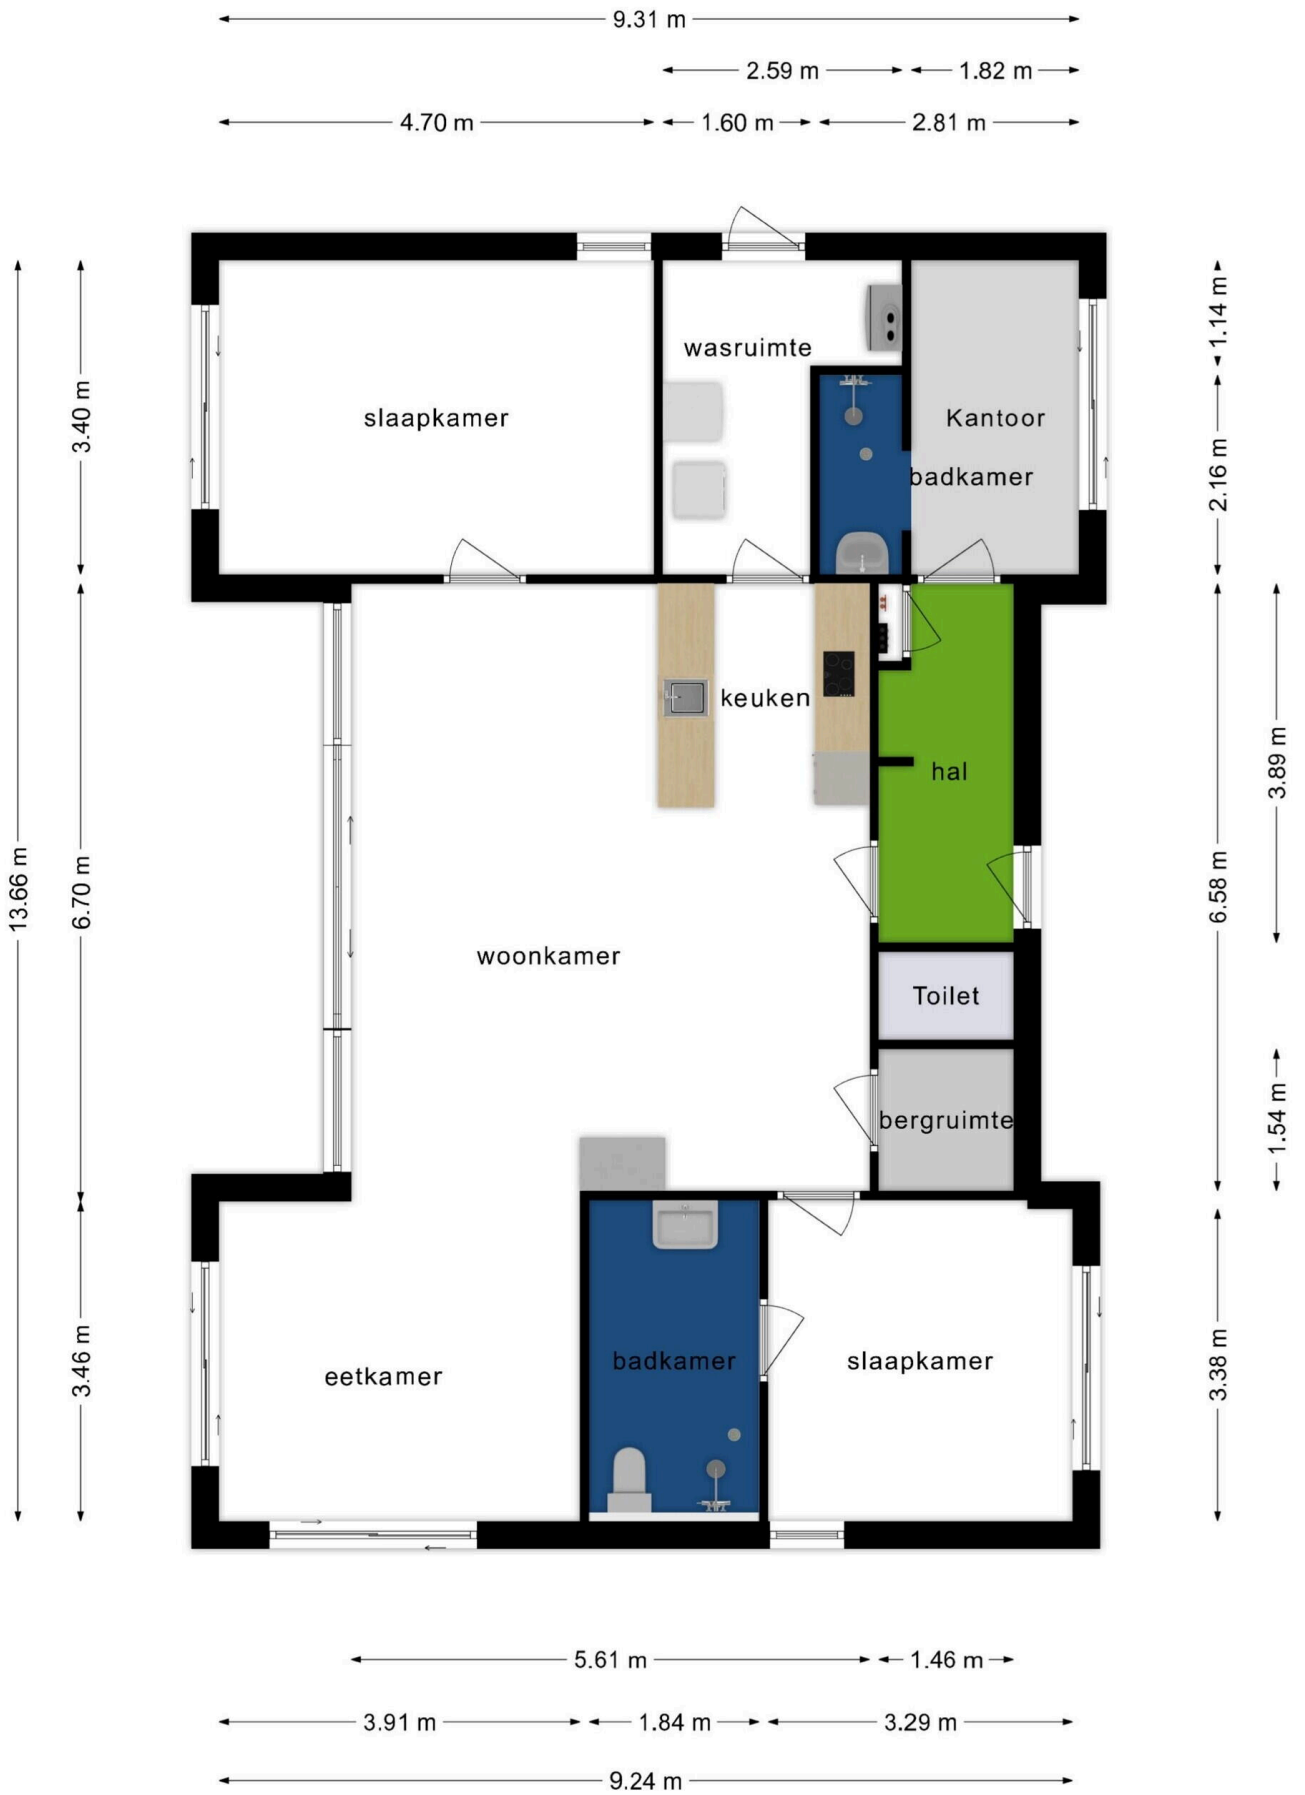 9.31 m
2.59 m
1.82 m
4.70 m
1.60 m
2.81 m
1.14 m
wasruimte
3.40 m
slaapkamer
Kantoor
badkamer
2.16 m
keuken
hal
3.89 m
13.66 m
6.70 m
6.58 m
woonkamer
Toilet
bergruimte
1.54 m
3.46 m
eetkamer
badkamer
slaapkamer
3.38 m
5.61 m
1.46 m
3.91 m
1.84 m
3.29 m
9.24 m